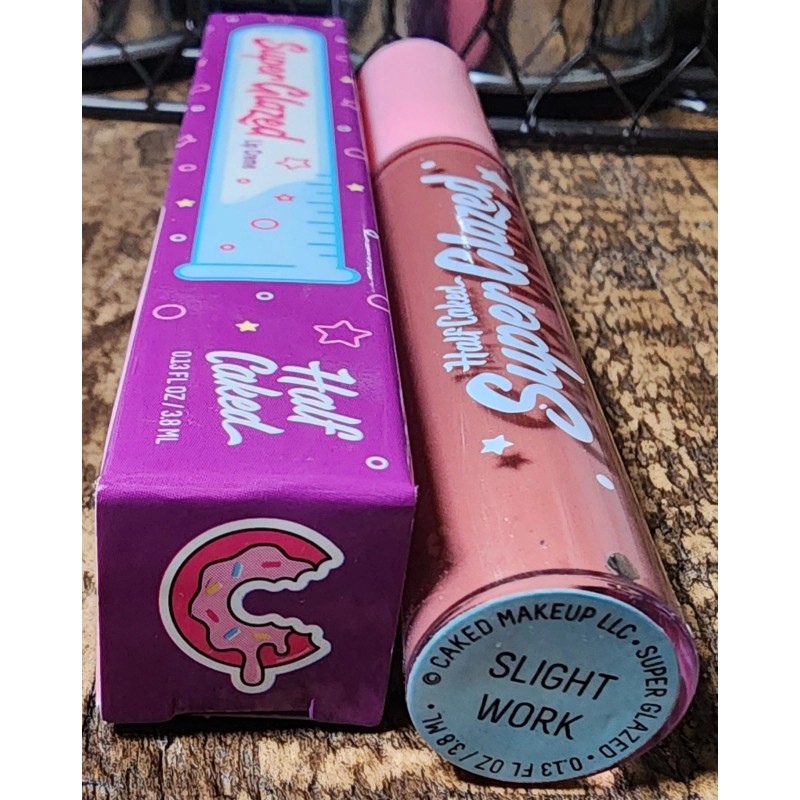 Super Glazed
Lip Creme
Half
Caked
0.13 FL OZ / 3.8 ML
Half Caked
Super Glazed
© CAKED MAKEUP LLC • SUPER GLAZED • 0.13 FL OZ / 3.8 ML •
SLIGHT
WORK